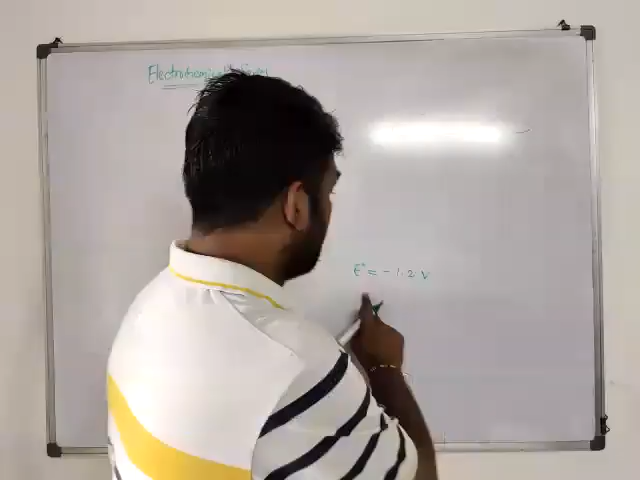 Electrochemical
E° = - 1.2 V